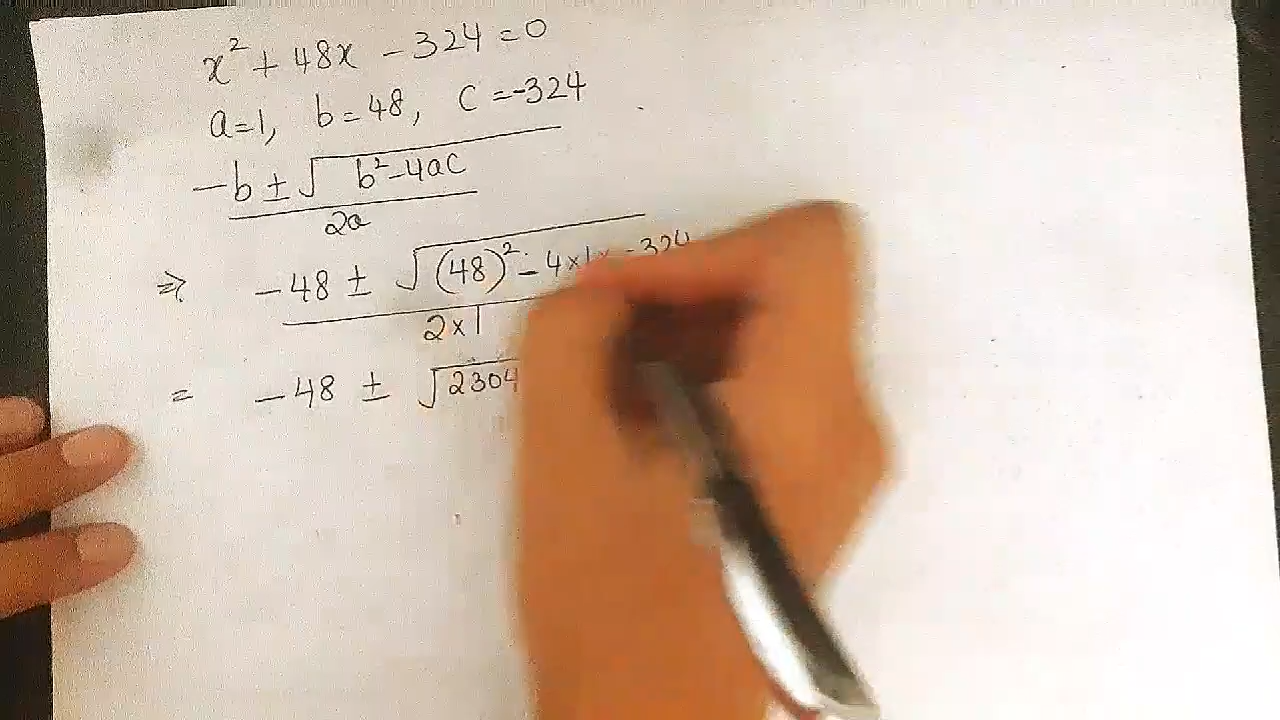 x² + 48x - 324 = 0
a=1, b=48, C=-324
-b ± √b²-4aC
2a
⇒ -48 ± √(48)² - 4×1× -324
2×1
= -48 ± √2304